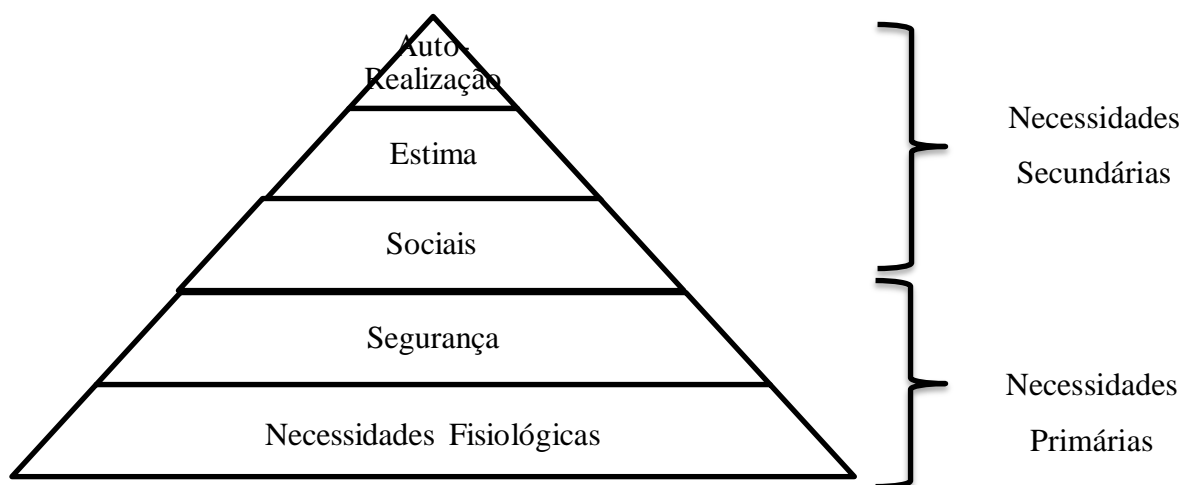 Auto-
Realização
Estima
Sociais
Segurança
Necessidades Fisiológicas
Necessidades
Secundárias
Necessidades
Primárias